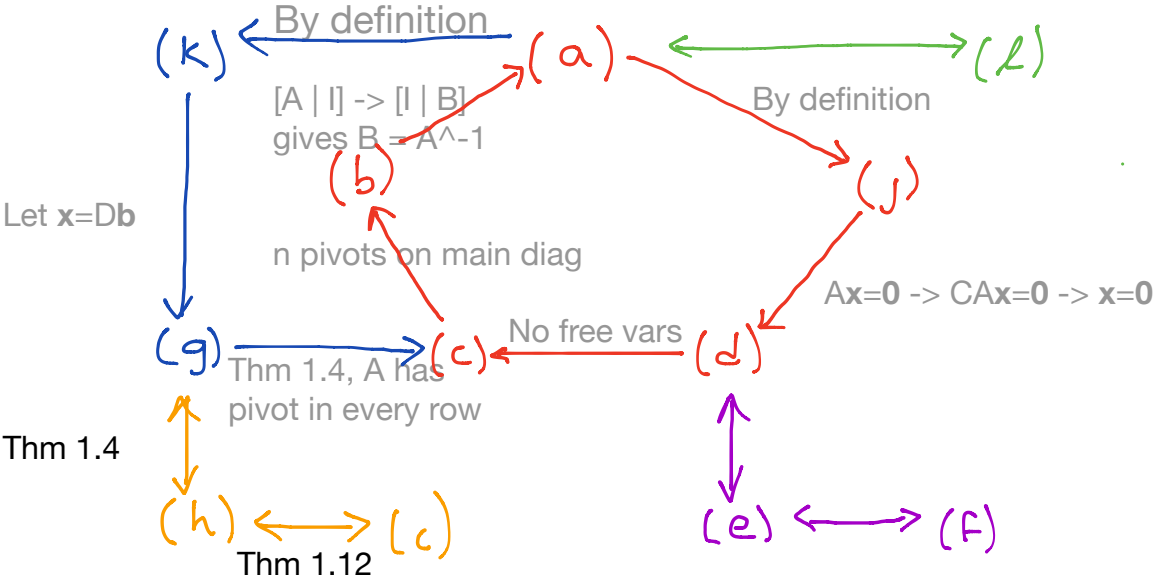 By definition
(k)
(a)
(l)
[A | I] -> [I | B]
gives B = A^-1
By definition
(b)
(j)
Let x=Db
n pivots on main diag
Ax=0 -> CAx=0 -> x=0
No free vars
(g)
(c)
(d)
Thm 1.4, A has
pivot in every row
Thm 1.4
(h)
(c)
(e)
(f)
Thm 1.12